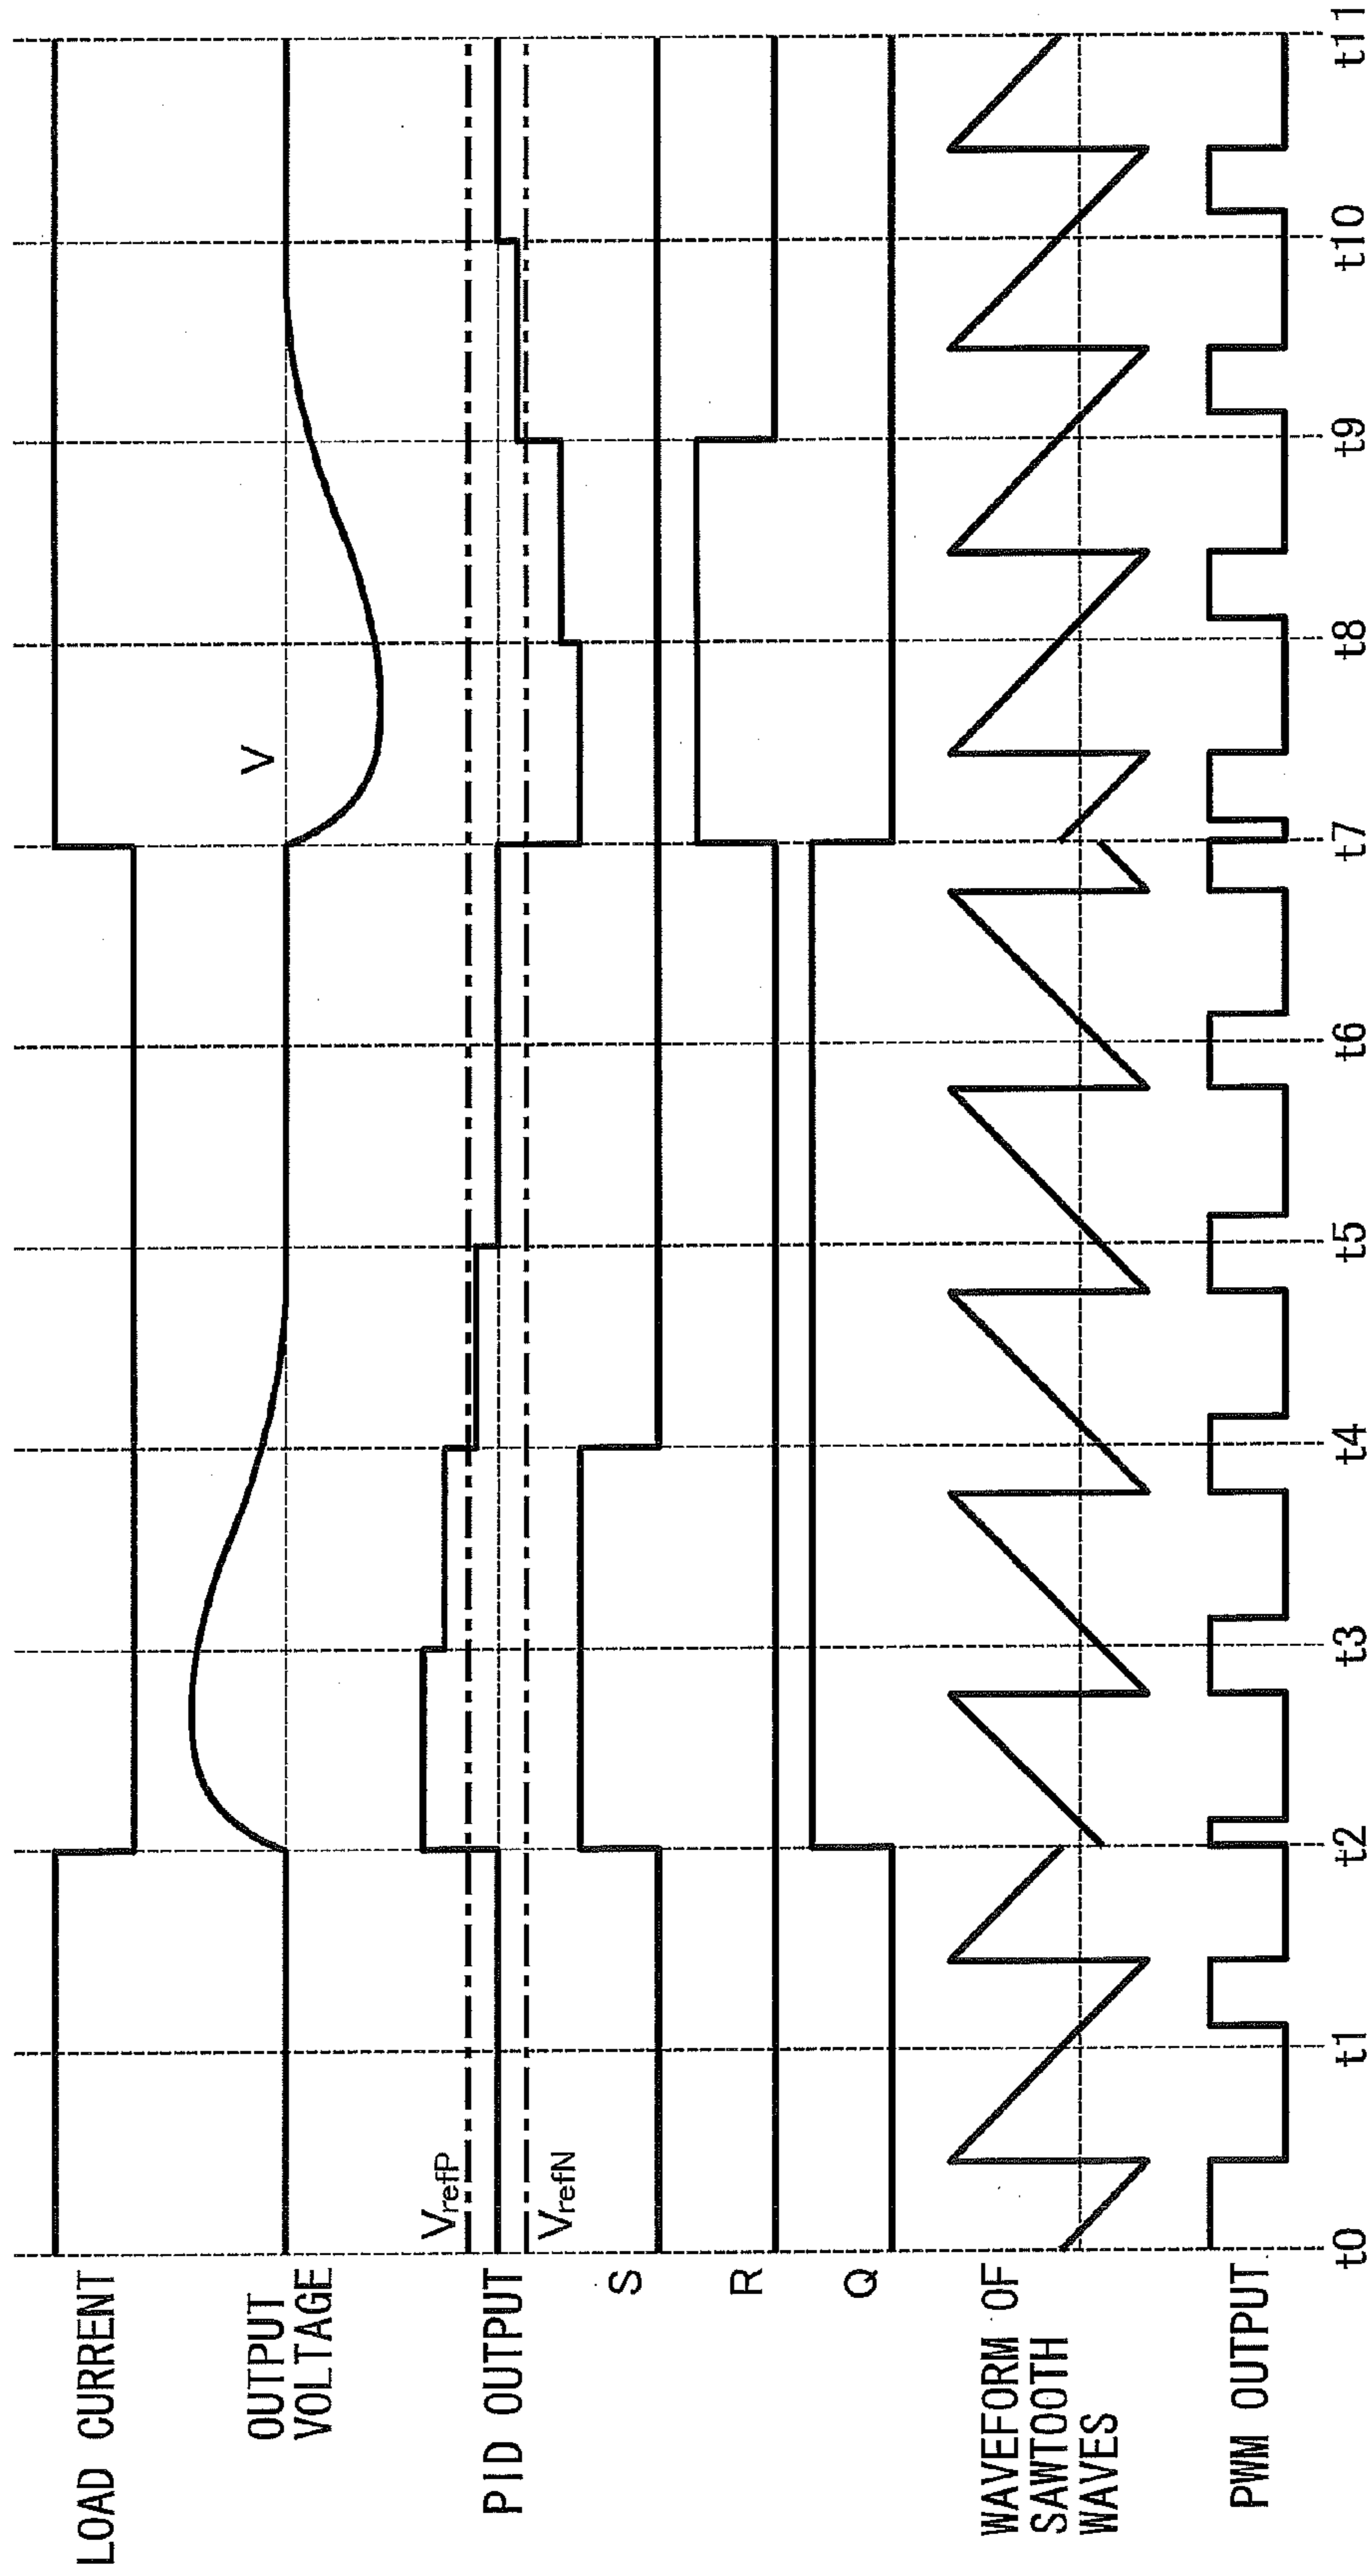 LOAD CURRENT
OUTPUT
VOLTAGE
V
PID OUTPUT
VrefP
VrefN
S
R
Q
WAVEFORM OF
SAWTOOTH
WAVES
PWM OUTPUT
t0 t1 t2 t3 t4 t5 t6 t7 t8 t9 t10 t11